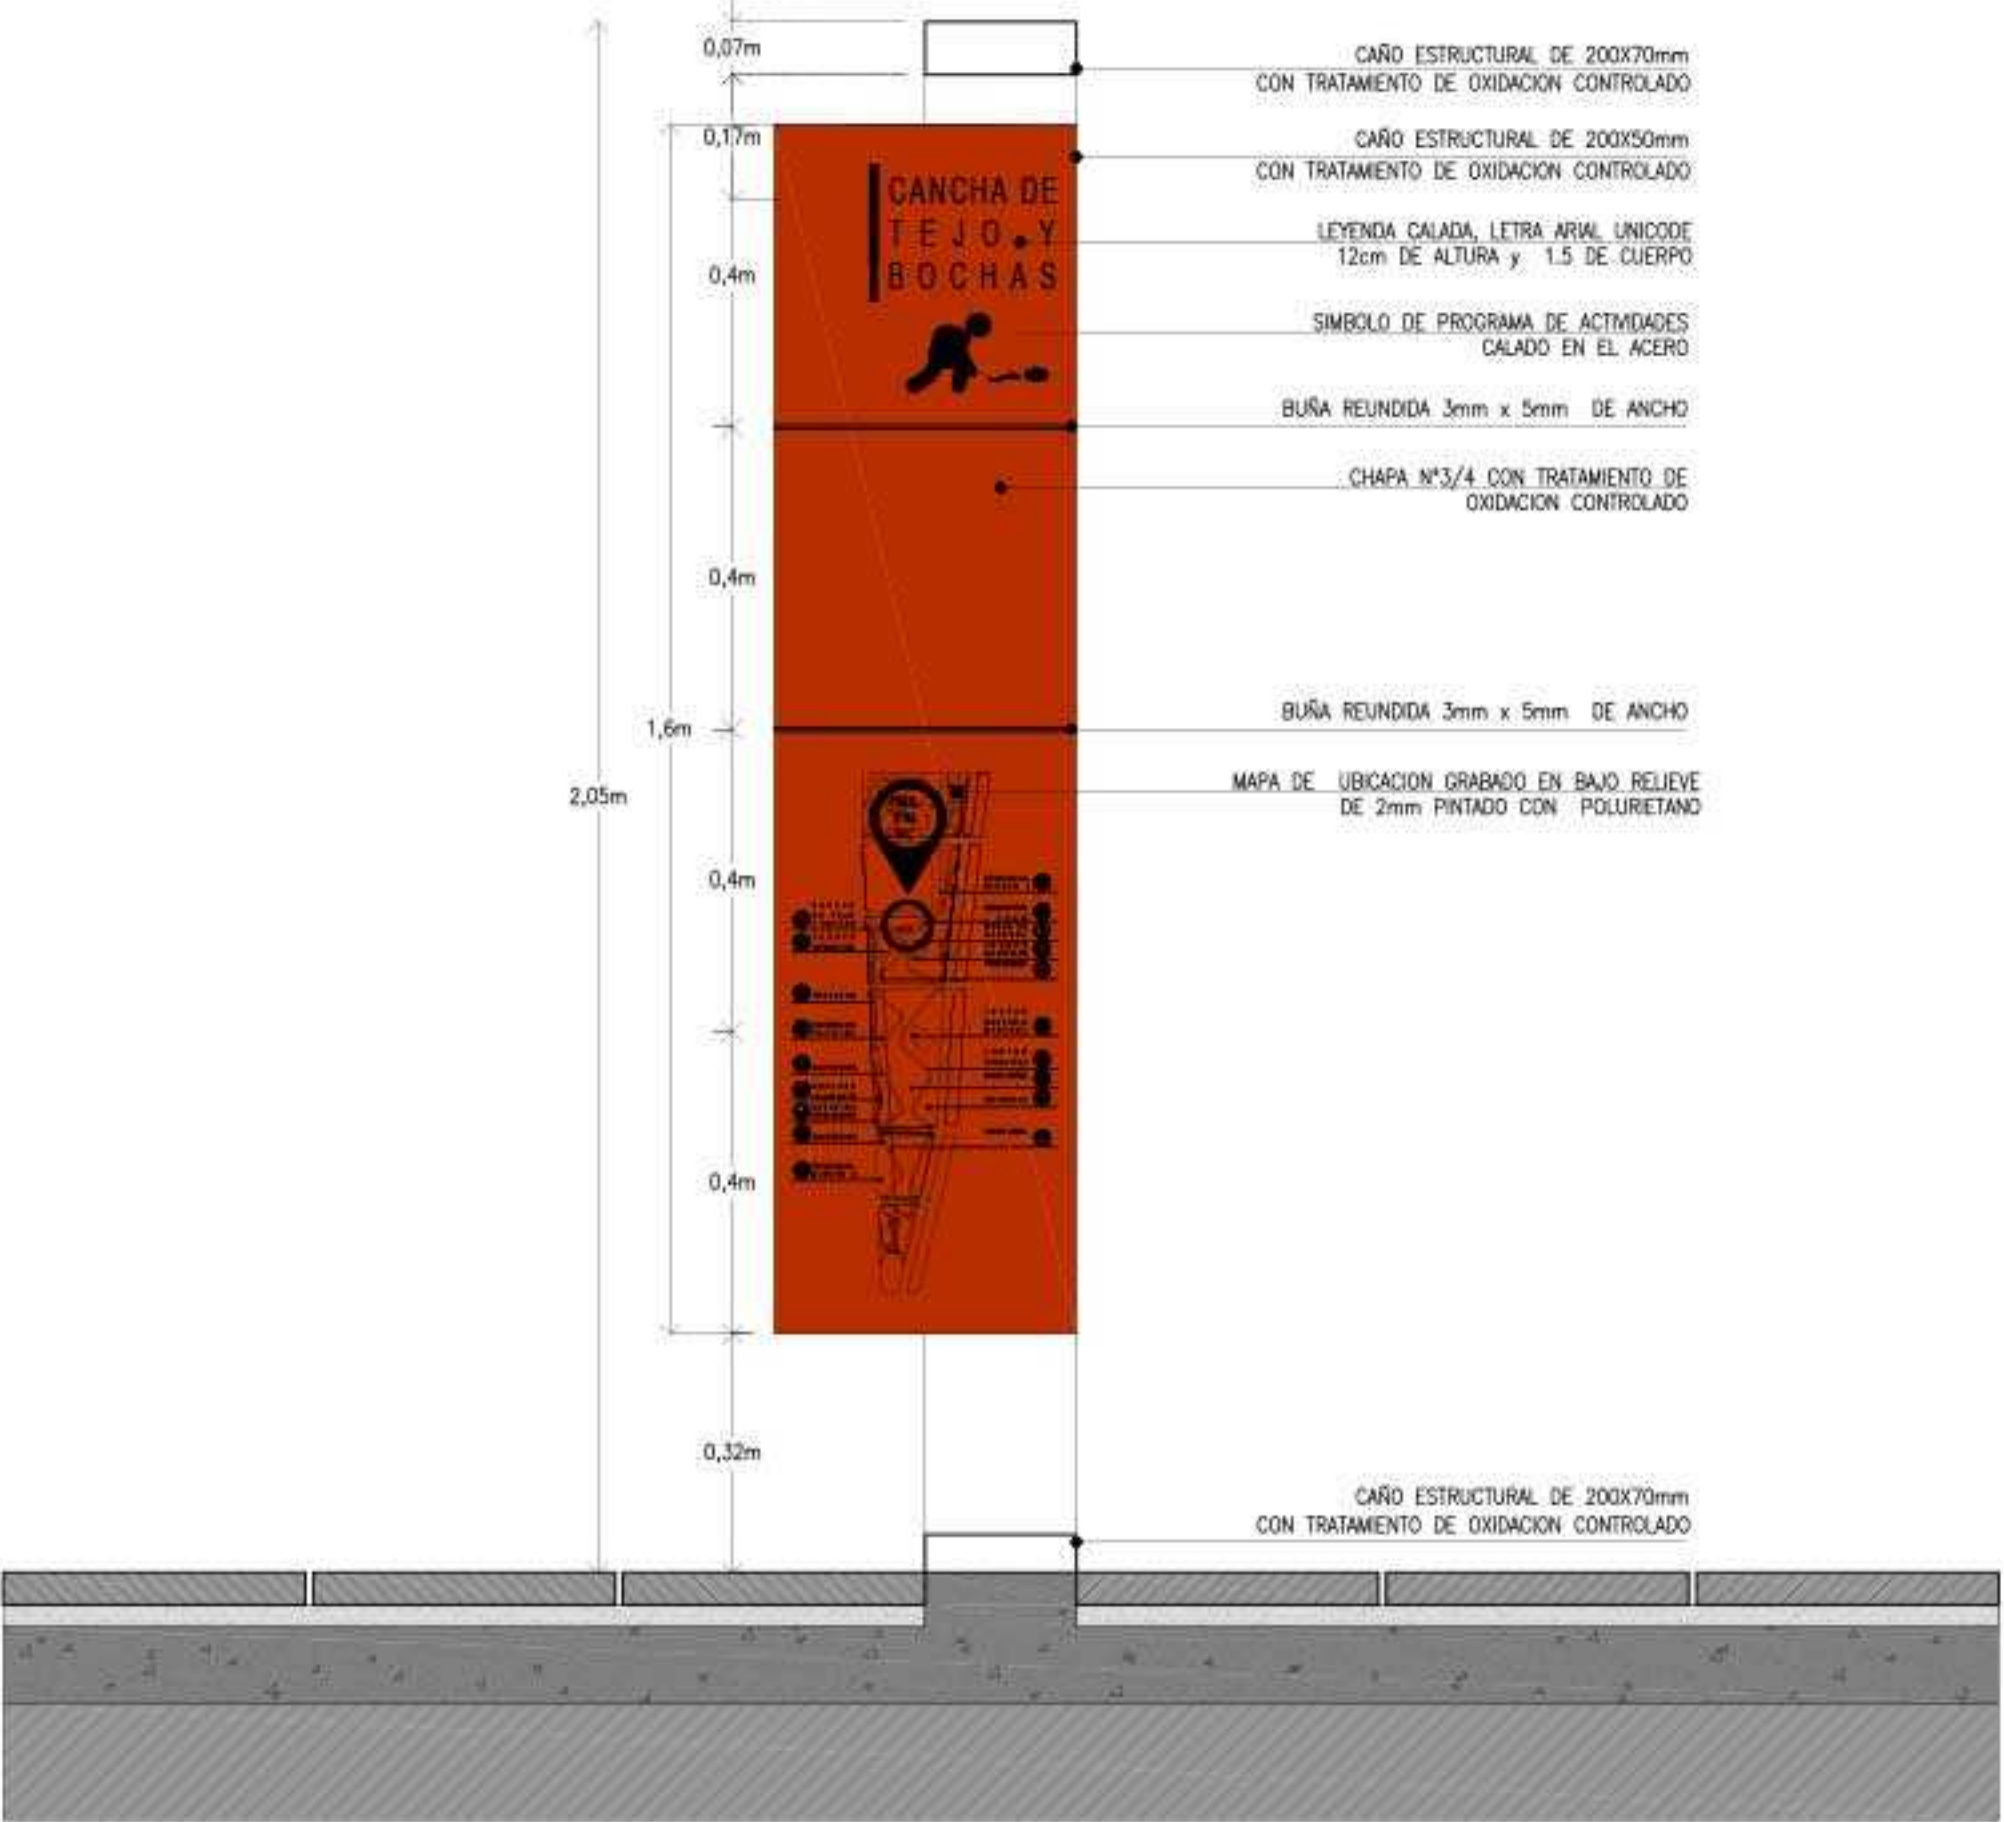 0,07m
CAÑO ESTRUCTURAL DE 200X70mm
CON TRATAMIENTO DE OXIDACION CONTROLADO
0,17m
CAÑO ESTRUCTURAL DE 200X50mm
CON TRATAMIENTO DE OXIDACION CONTROLADO
CANCHA DE
TEJO Y
BOCHAS
LEYENDA CALADA, LETRA ARIAL UNICODE
12cm DE ALTURA y 1.5 DE CUERPO
0,4m
SIMBOLO DE PROGRAMA DE ACTIVIDADES
CALADO EN EL ACERO
BUÑA REUNDIDA 3mm x 5mm DE ANCHO
CHAPA N°3/4 CON TRATAMIENTO DE
OXIDACION CONTROLADO
0,4m
BUÑA REUNDIDA 3mm x 5mm DE ANCHO
1,6m
2,05m
MAPA DE UBICACION GRABADO EN BAJO RELIEVE
DE 2mm PINTADO CON POLURIETANO
0,4m
0,4m
0,32m
CAÑO ESTRUCTURAL DE 200X70mm
CON TRATAMIENTO DE OXIDACION CONTROLADO